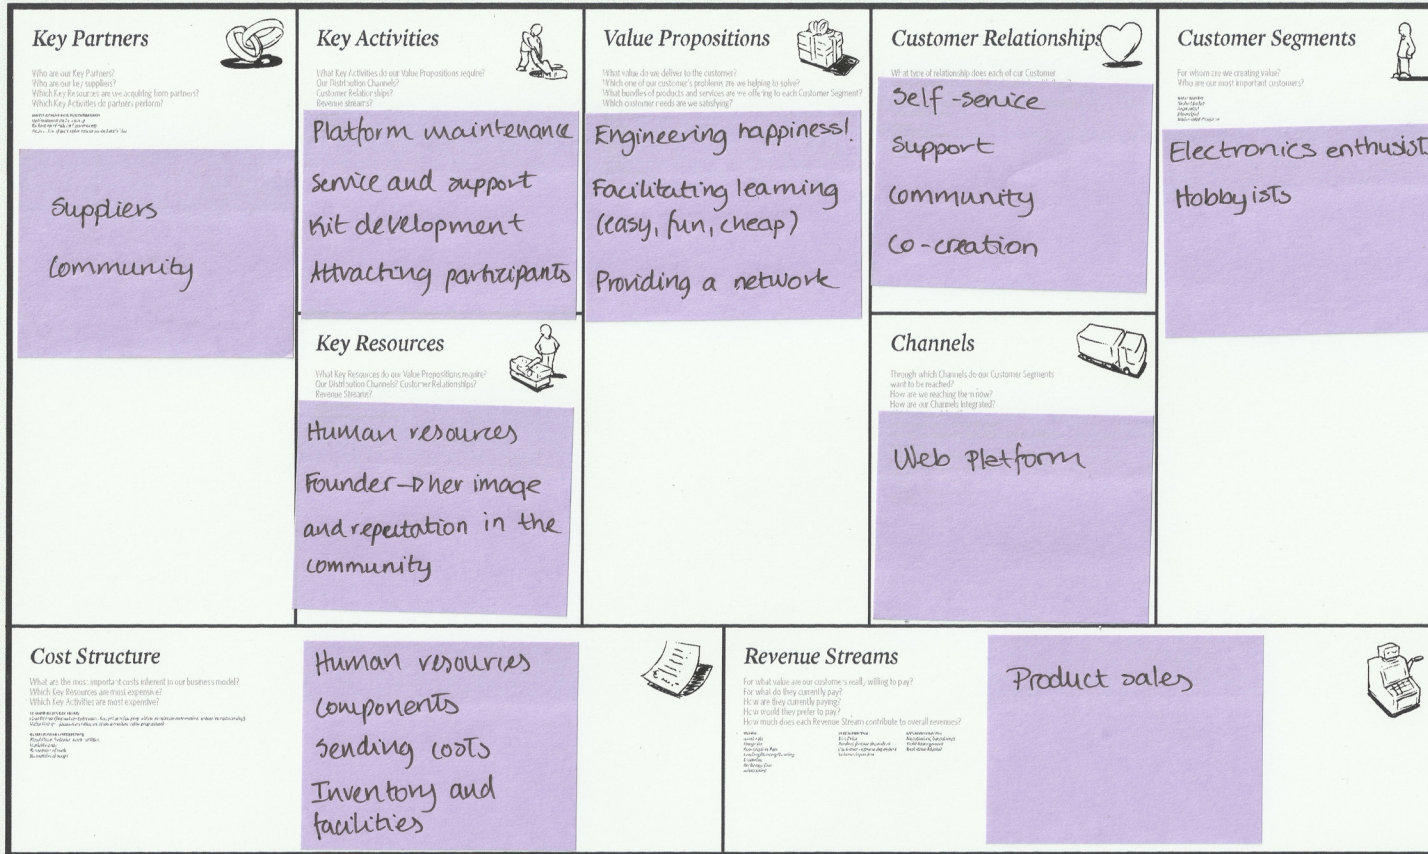 Key Partners
Who are our Key Partners?
Who are our key suppliers?
Which Key Resources are we acquiring from partners?
Which Key Activities do partners perform?
Suppliers
Community
Key Activities
What Key Activities do our Value Propositions require?
Our Distribution Channels?
Customer Relationships?
Revenue streams?
Platform maintenance
Service and support
Kit development
Attracting participants
Key Resources
What Key Resources do our Value Propositions require?
Our Distribution Channels? Customer Relationships?
Revenue Streams?
Human resources
Founder→her image
and reputation in the
community
Value Propositions
What value do we deliver to the customer?
Which one of our customer's problems are we helping to solve?
What bundles of products and services are we offering to each Customer Segment?
Which customer needs are we satisfying?
Engineering happiness!
Facilitating learning
(easy, fun, cheap)
Providing a network
Customer Relationships
What type of relationship does each of our Customer
Self-service
Support
Community
Co-creation
Channels
Through which Channels do our Customer Segments
want to be reached?
How are we reaching them now?
How are our Channels Integrated?
Web Platform
Customer Segments
For whom are we creating value?
Who are our most important customers?
Electronics enthusist
Hobbyists
Cost Structure
What are the most important costs inherent in our business model?
Which Key Resources are most expensive?
Which Key Activities are most expensive?
Human resources
Components
Sending costs
Inventory and
facilities
Revenue Streams
For what value are our customers really willing to pay?
For what do they currently pay?
How are they currently paying?
How would they prefer to pay?
How much does each Revenue Stream contribute to overall revenues?
Product sales